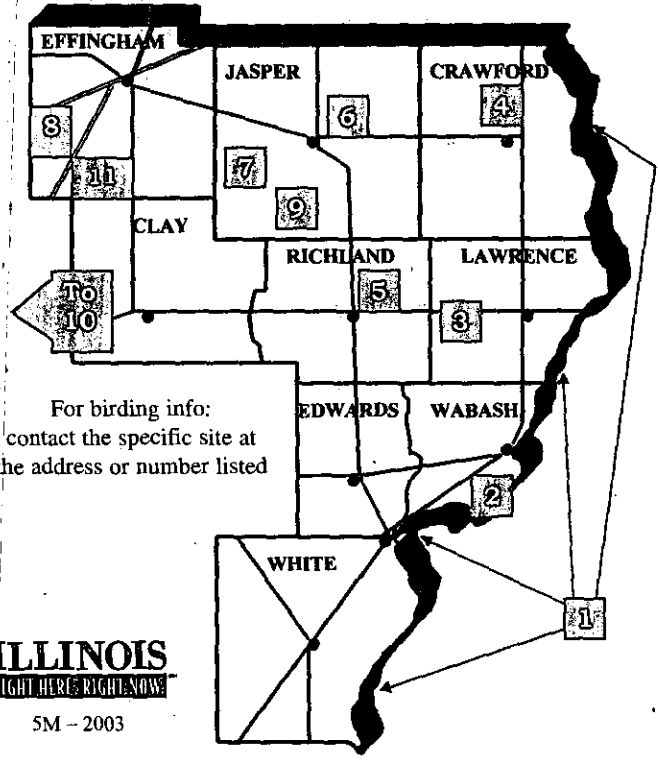 EFFINGHAM
JASPER
CRAWFORD
4
6
8
7
11
9
CLAY
RICHLAND
LAWRENCE
To
10
5
3
For birding info:
contact the specific site at
the address or number listed
EDWARDS
WABASH
2
WHITE
1
ILLINOIS
RIGHT HERE. RIGHT NOW.
5M – 2003